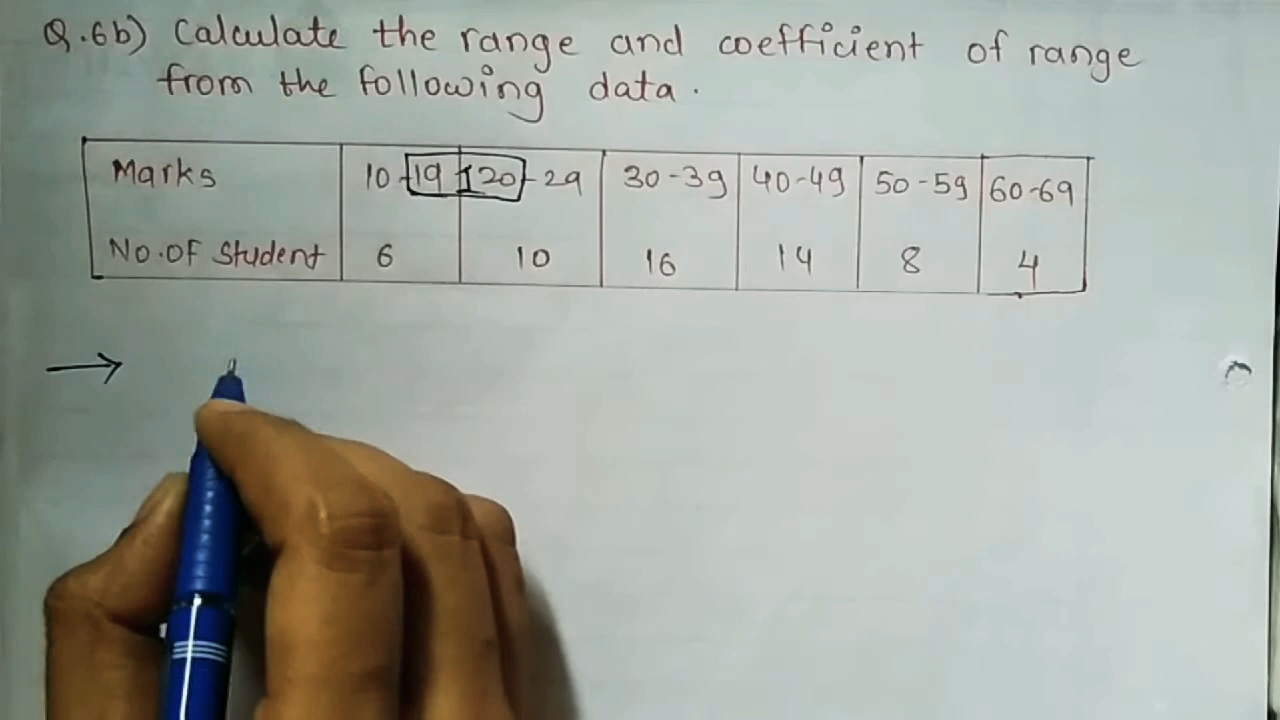 Q.6b) Calculate the range and coefficient of range
from the following data.
Marks 10-19 20-29 30-39 40-49 50-59 60-69
No.of Student 6 10 16 14 8 4